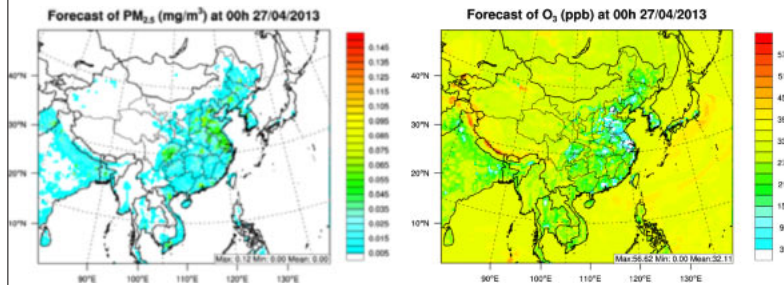 Forecast of PM2.5 (mg/m3) at 00h 27/04/2013
40°N
30°N
20°N
10°N
90°E 100°E 110°E 120°E 130°E
Max: 0.12 Min: 0.00 Mean: 0.00
0.145
0.135
0.125
0.115
0.105
0.095
0.085
0.075
0.065
0.055
0.045
0.035
0.025
0.015
0.005
Forecast of O3 (ppb) at 00h 27/04/2013
40°N
30°N
20°N
10°N
90°E 100°E 110°E 120°E 130°E
Max:56.62 Min: 0.00 Mean:32.11